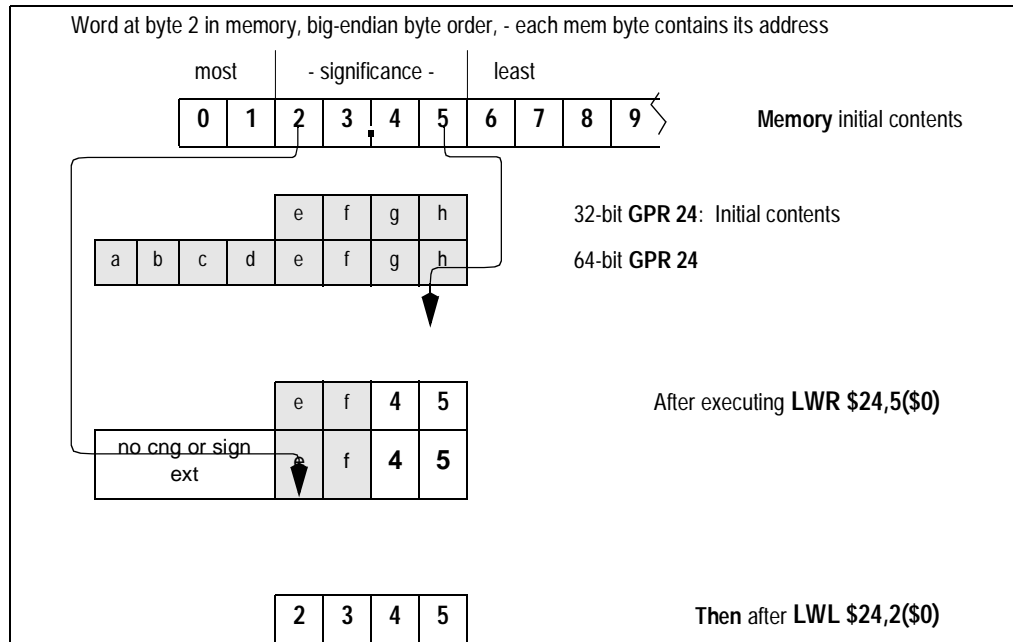 Word at byte 2 in memory, big-endian byte order, - each mem byte contains its address
most - significance - least
0 1 2 3 4 5 6 7 8 9 Memory initial contents
e f g h 32-bit GPR 24: Initial contents
a b c d e f g h 64-bit GPR 24
e f 4 5 After executing LWR $24,5($0)
no cng or sign
ext e f 4 5
2 3 4 5 Then after LWL $24,2($0)